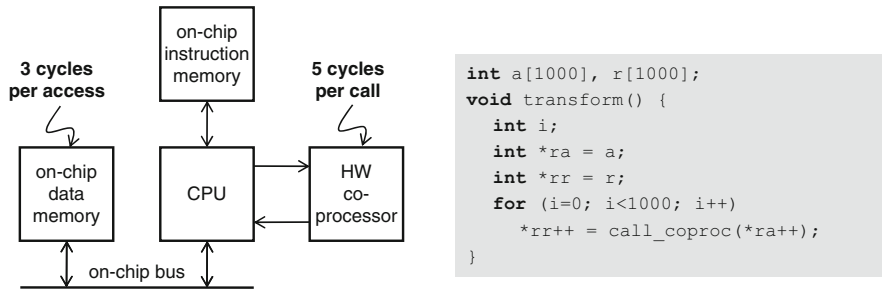 on-chip
instruction
memory
3 cycles
per access
5 cycles
per call
on-chip
data
memory
CPU
HW
co-
processor
on-chip bus
int a[1000], r[1000];
void transform() {
int i;
int *ra = a;
int *rr = r;
for (i=0; i<1000; i++)
*rr++ = call_coproc(*ra++);
}